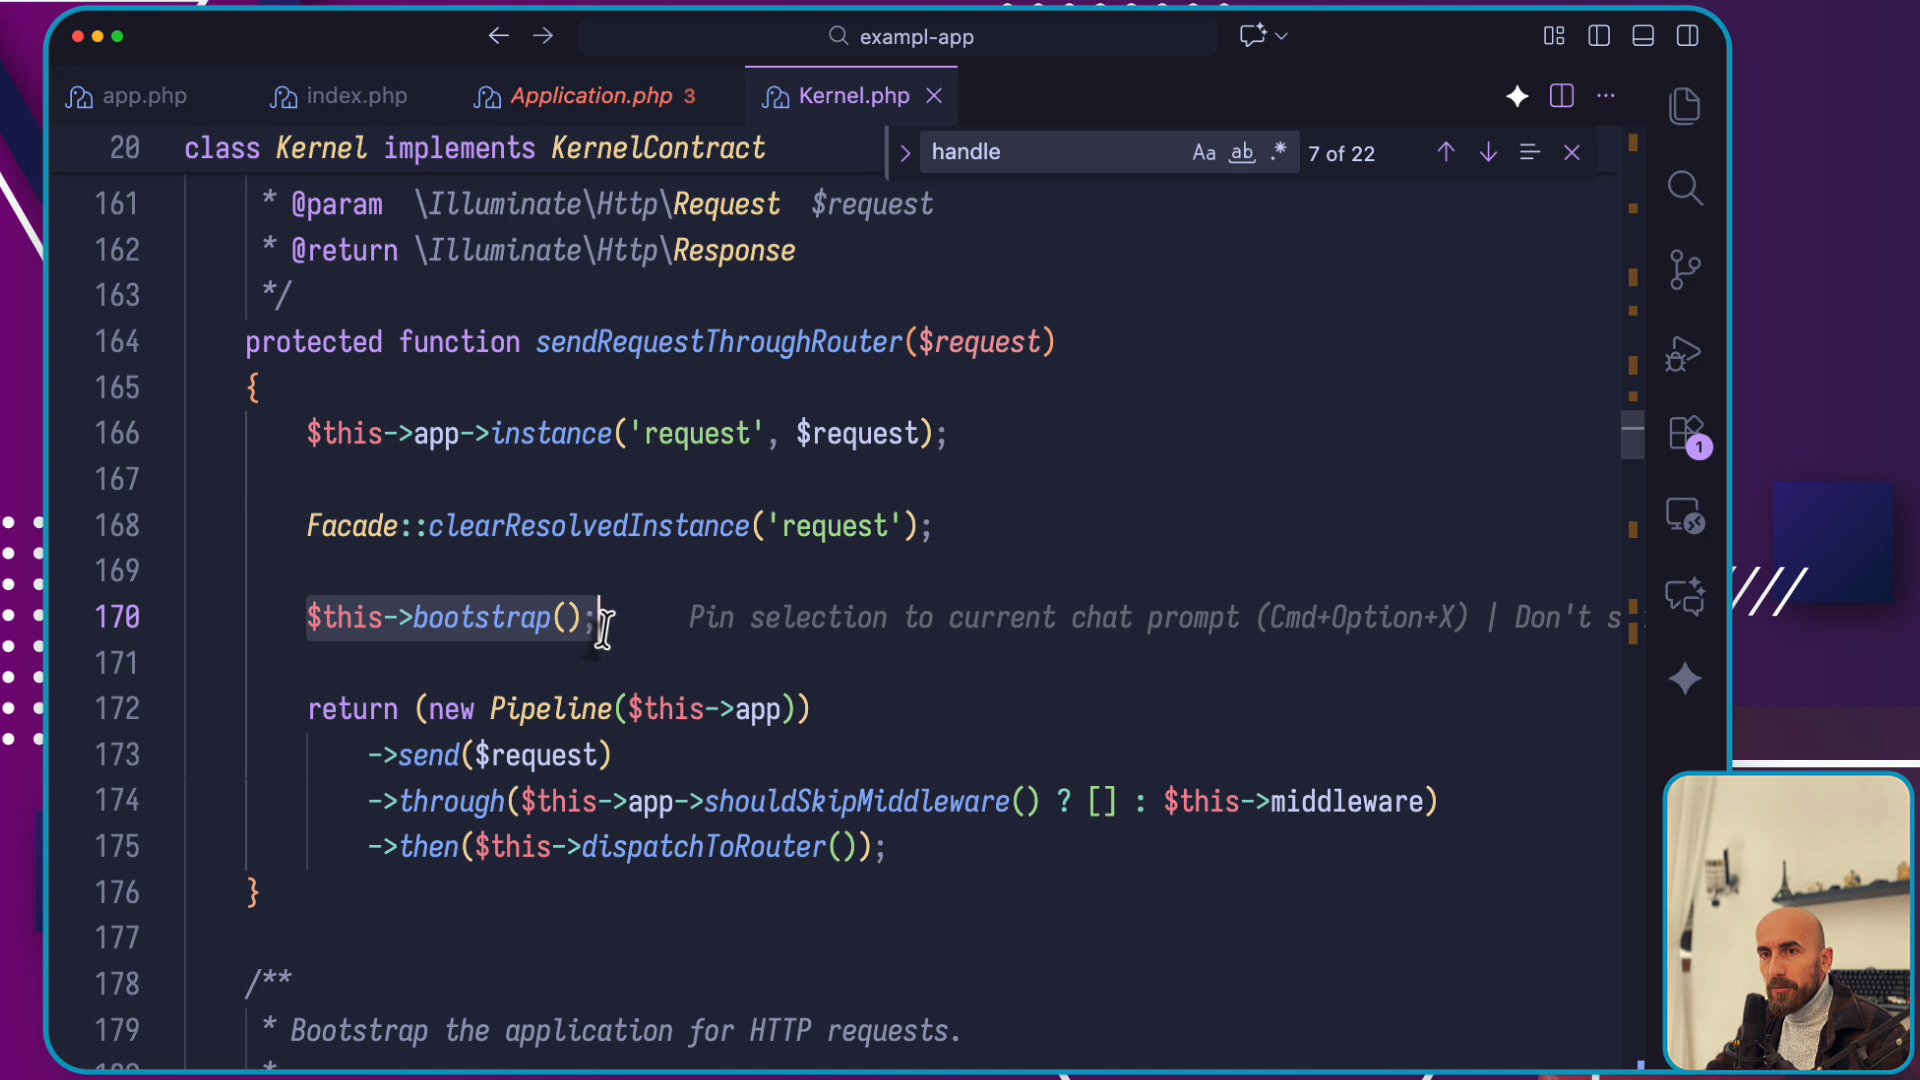 exampl-app
app.php
index.php
Application.php 3
Kernel.php
20 class Kernel implements KernelContract
handle
Aa ab .* 7 of 22
161 * @param \Illuminate\Http\Request $request
162 * @return \Illuminate\Http\Response
163 */
164 protected function sendRequestThroughRouter($request)
165 {
166 $this->app->instance('request', $request);
167
168 Facade::clearResolvedInstance('request');
169
170 $this->bootstrap(); Pin selection to current chat prompt (Cmd+Option+X) | Don't s
171
172 return (new Pipeline($this->app))
173 ->send($request)
174 ->through($this->app->shouldSkipMiddleware() ? [] : $this->middleware)
175 ->then($this->dispatchToRouter());
176 }
177
178 /**
179 * Bootstrap the application for HTTP requests.
1